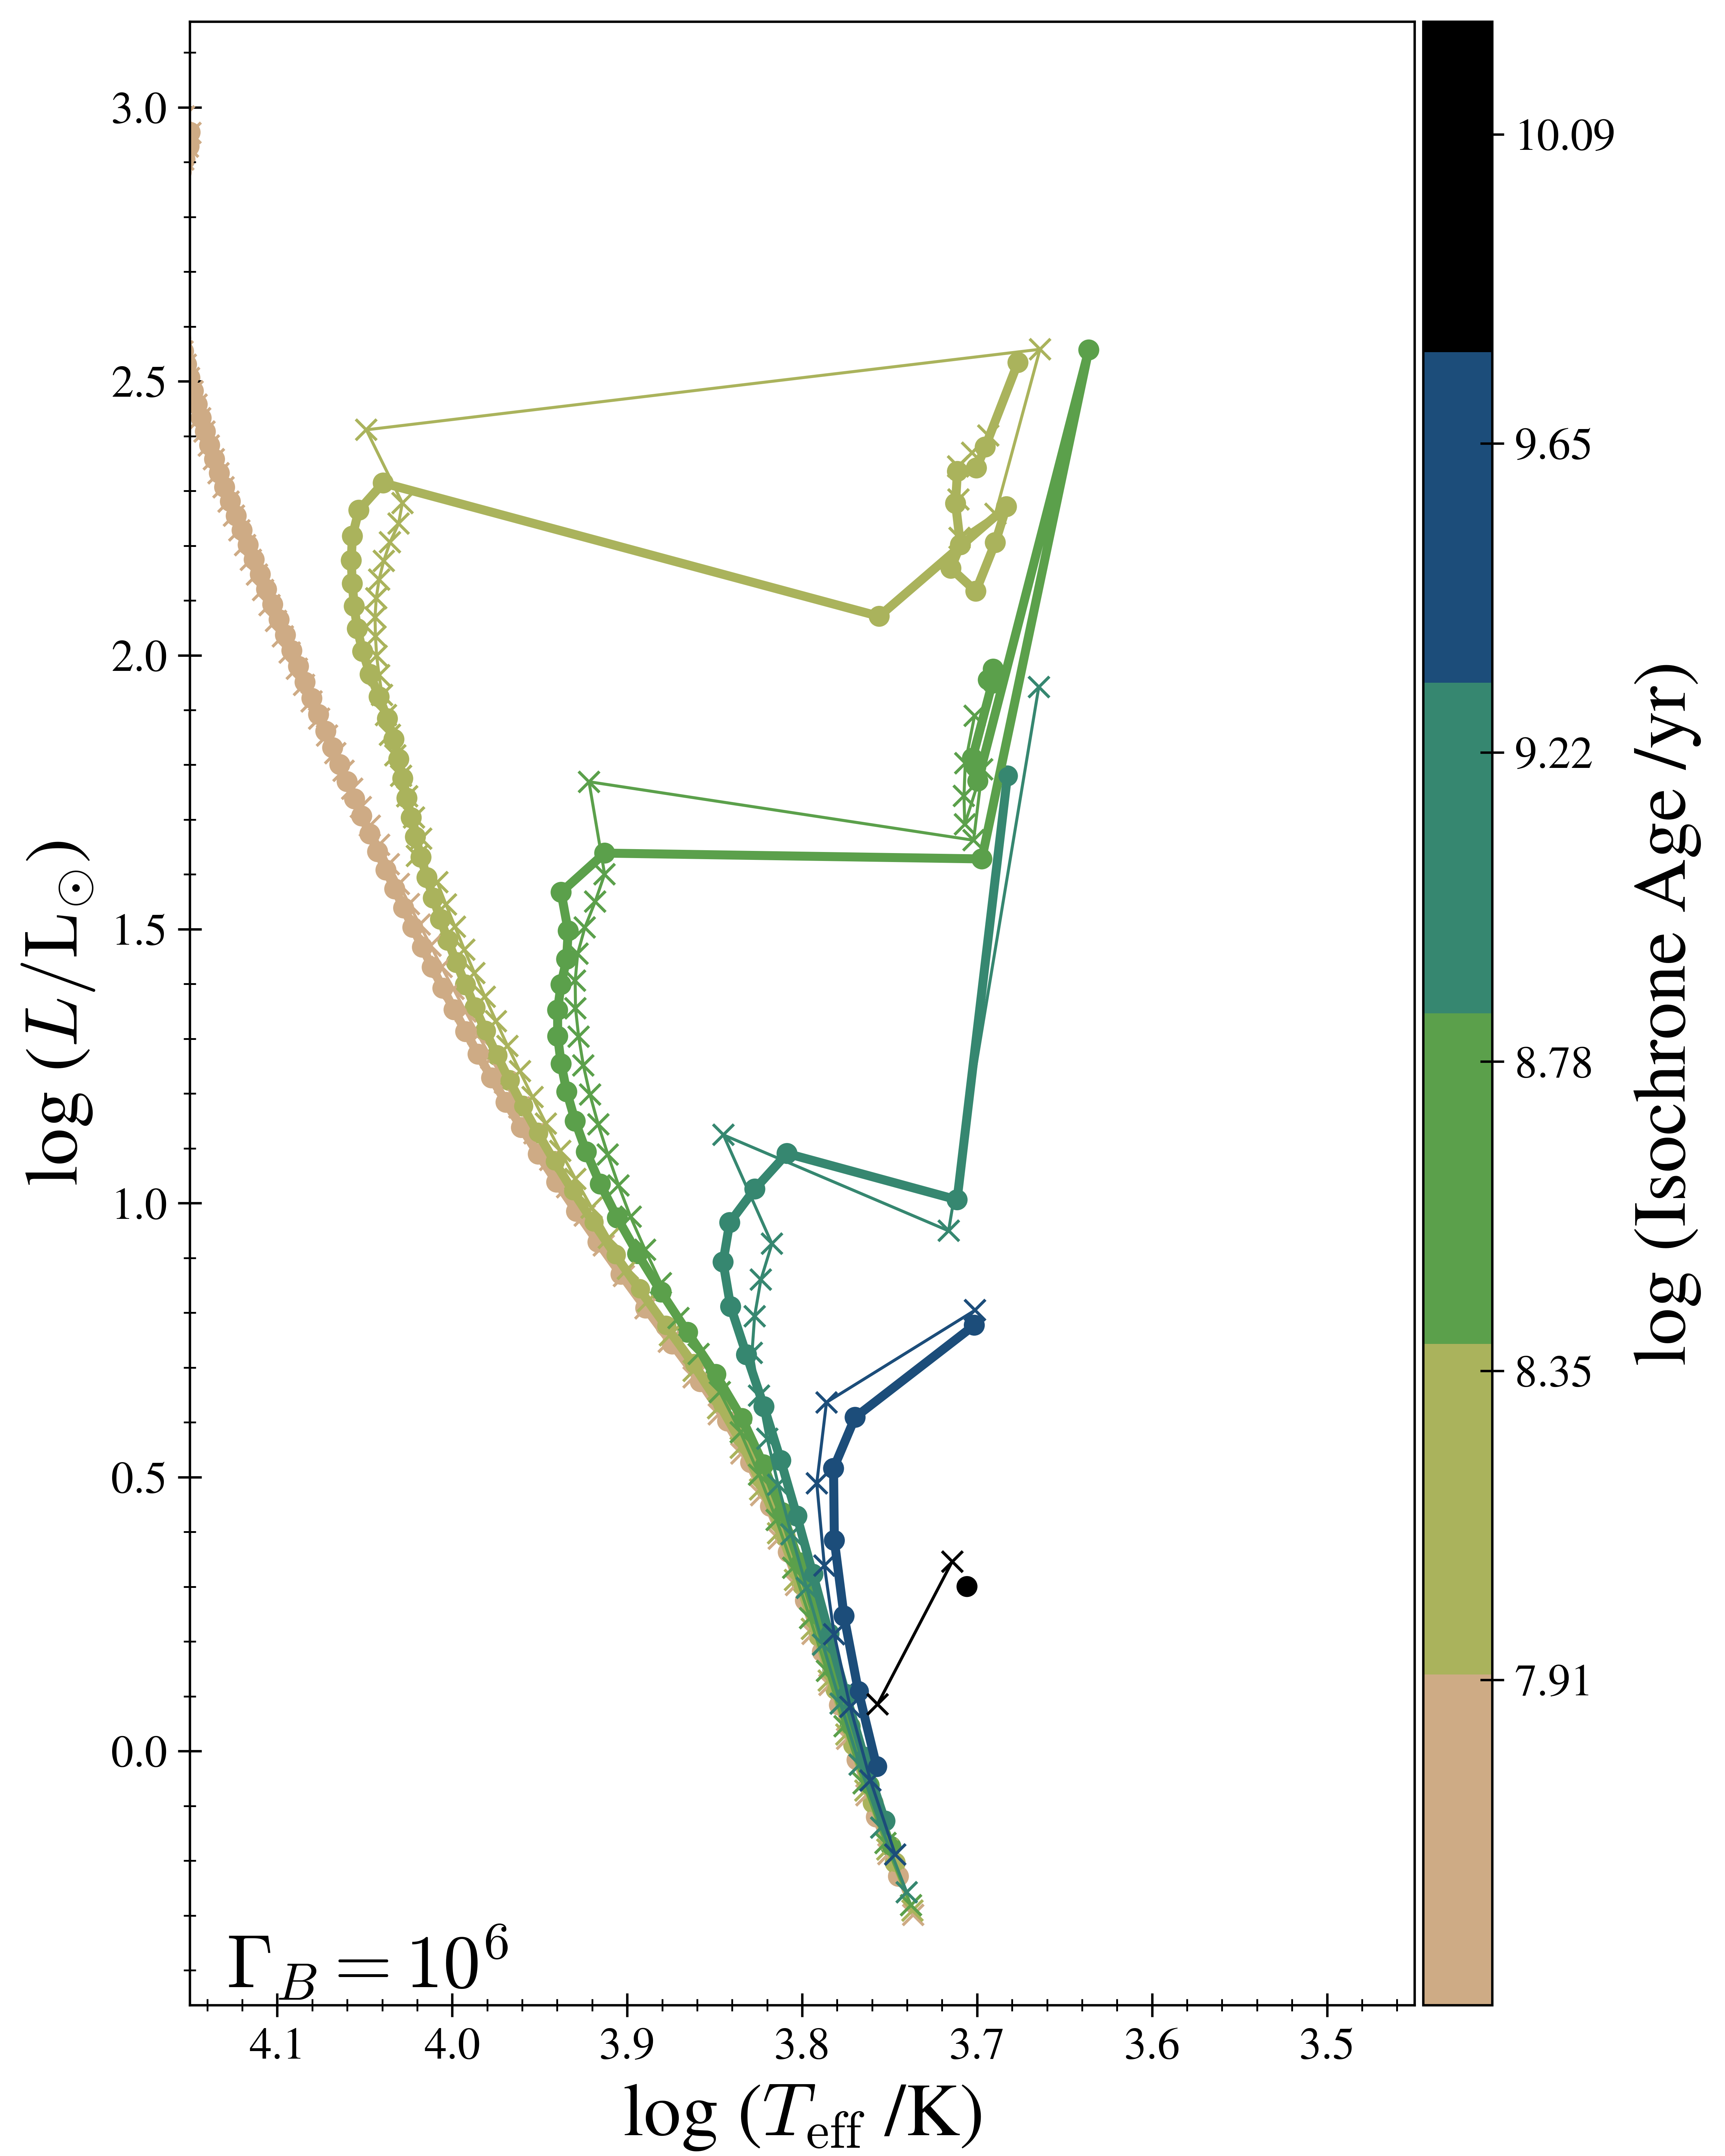 3.0
2.5
2.0
1.5
1.0
0.5
0.0
log (L//L☉)
4.1 4.0 3.9 3.8 3.7 3.6 3.5
log (T_eff /K)
Γ_B = 10^6
10.09
9.65
9.22
8.78
8.35
7.91
log (Isochrone Age /yr)